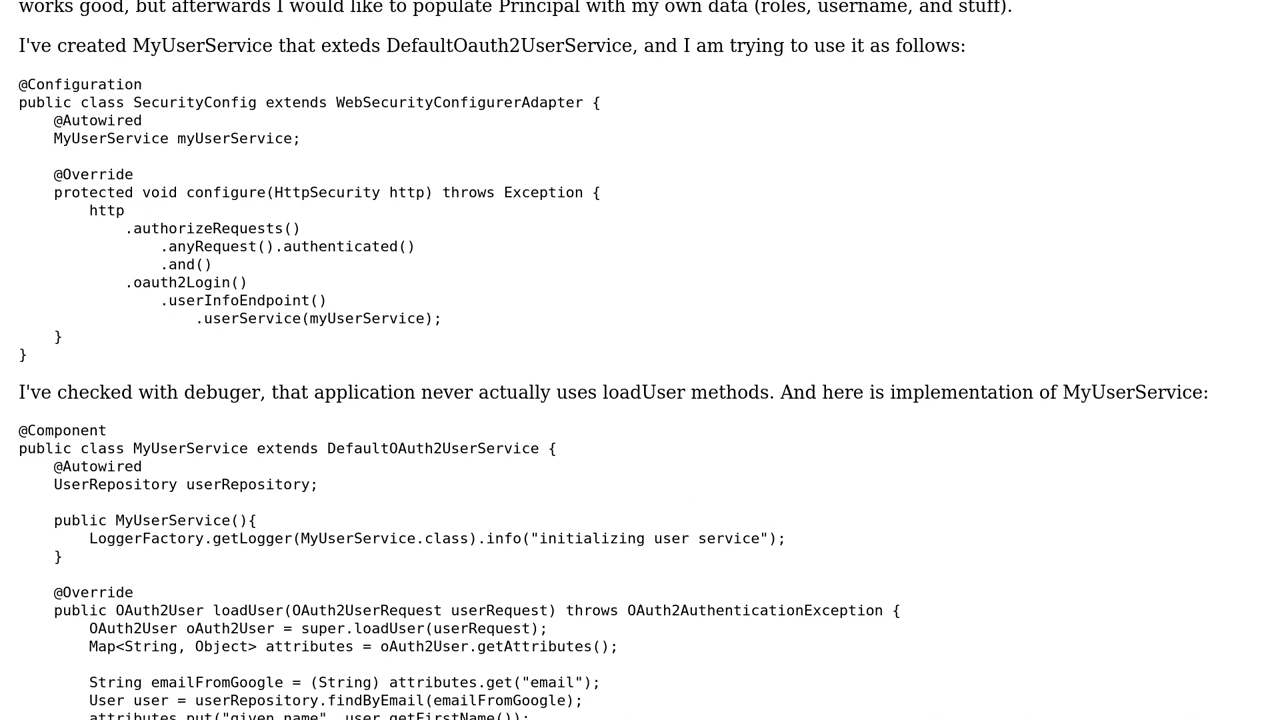 works good, but afterwards I would like to populate Principal with my own data (roles, username, and stuff).
I've created MyUserService that exteds DefaultOauth2UserService, and I am trying to use it as follows:
@Configuration
public class SecurityConfig extends WebSecurityConfigurerAdapter {
    @Autowired
    MyUserService myUserService;

    @Override
    protected void configure(HttpSecurity http) throws Exception {
        http
            .authorizeRequests()
                .anyRequest().authenticated()
                .and()
            .oauth2Login()
                .userInfoEndpoint()
                    .userService(myUserService);
    }
}
I've checked with debuger, that application never actually uses loadUser methods. And here is implementation of MyUserService:
@Component
public class MyUserService extends DefaultOAuth2UserService {
    @Autowired
    UserRepository userRepository;

    public MyUserService(){
        LoggerFactory.getLogger(MyUserService.class).info("initializing user service");
    }

    @Override
    public OAuth2User loadUser(OAuth2UserRequest userRequest) throws OAuth2AuthenticationException {
        OAuth2User oAuth2User = super.loadUser(userRequest);
        Map<String, Object> attributes = oAuth2User.getAttributes();

        String emailFromGoogle = (String) attributes.get("email");
        User user = userRepository.findByEmail(emailFromGoogle);
        attributes.put("given_name", user.getFirstName());